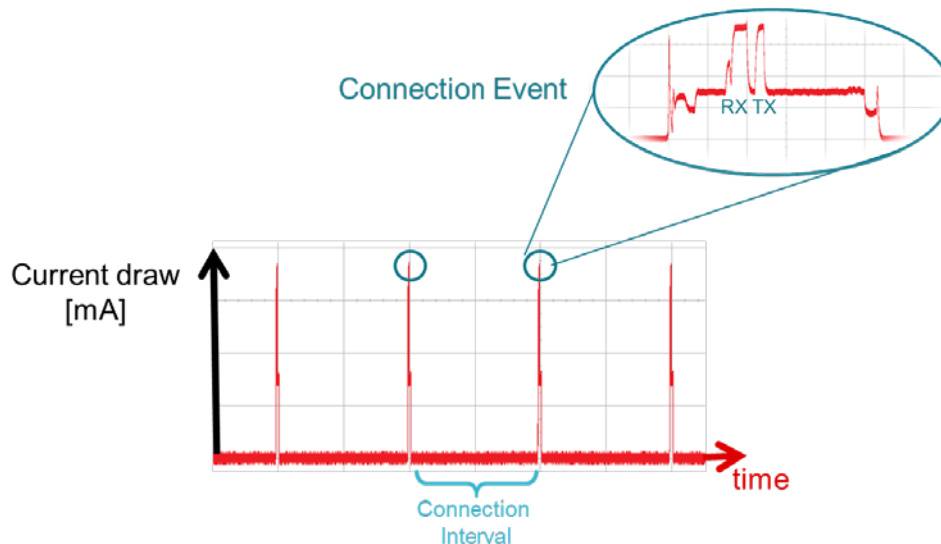 Connection Event
RX TX
Current draw
[mA]
time
Connection
Interval